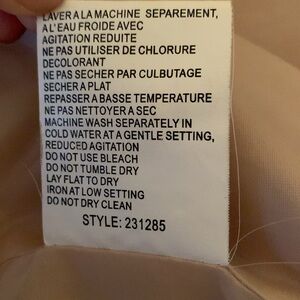 LAVER A LA MACHINE SEPAREMENT,
A L'EAU FROIDE AVEC
AGITATION REDUITE
NE PAS UTILISER DE CHLORURE
DECOLORANT
NE PAS SECHER PAR CULBUTAGE
SECHER A PLAT
REPASSER A BASSE TEMPERATURE
NE PAS NETTOYER A SEC
MACHINE WASH SEPARATELY IN
COLD WATER AT A GENTLE SETTING,
REDUCED AGITATION
DO NOT USE BLEACH
DO NOT TUMBLE DRY
LAY FLAT TO DRY
IRON AT LOW SETTING
DO NOT DRY CLEAN
STYLE: 231285